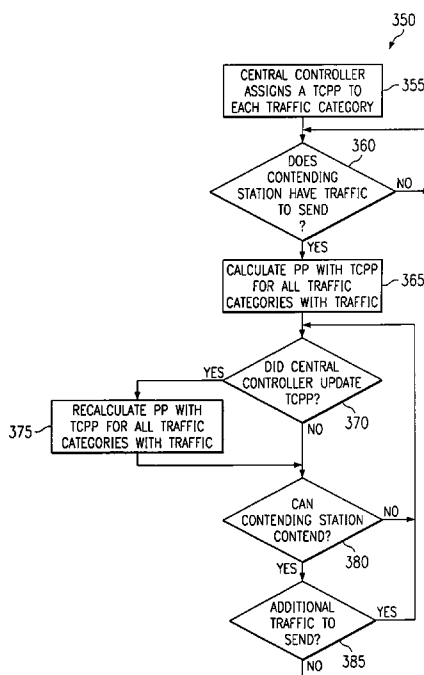 350
CENTRAL CONTROLLER
ASSIGNS A TCPP TO
EACH TRAFFIC CATEGORY
355
360
DOES
CONTENDING
STATION HAVE TRAFFIC
TO SEND
?
NO
YES
CALCULATE PP WITH TCPP
FOR ALL TRAFFIC
CATEGORIES WITH TRAFFIC
365
DID CENTRAL
CONTROLLER UPDATE
TCPP?
YES
370
NO
375
RECALCULATE PP WITH
TCPP FOR ALL TRAFFIC
CATEGORIES WITH TRAFFIC
CAN
CONTENDING STATION
CONTEND?
NO
380
YES
ADDITIONAL
TRAFFIC TO
SEND?
YES
385
NO